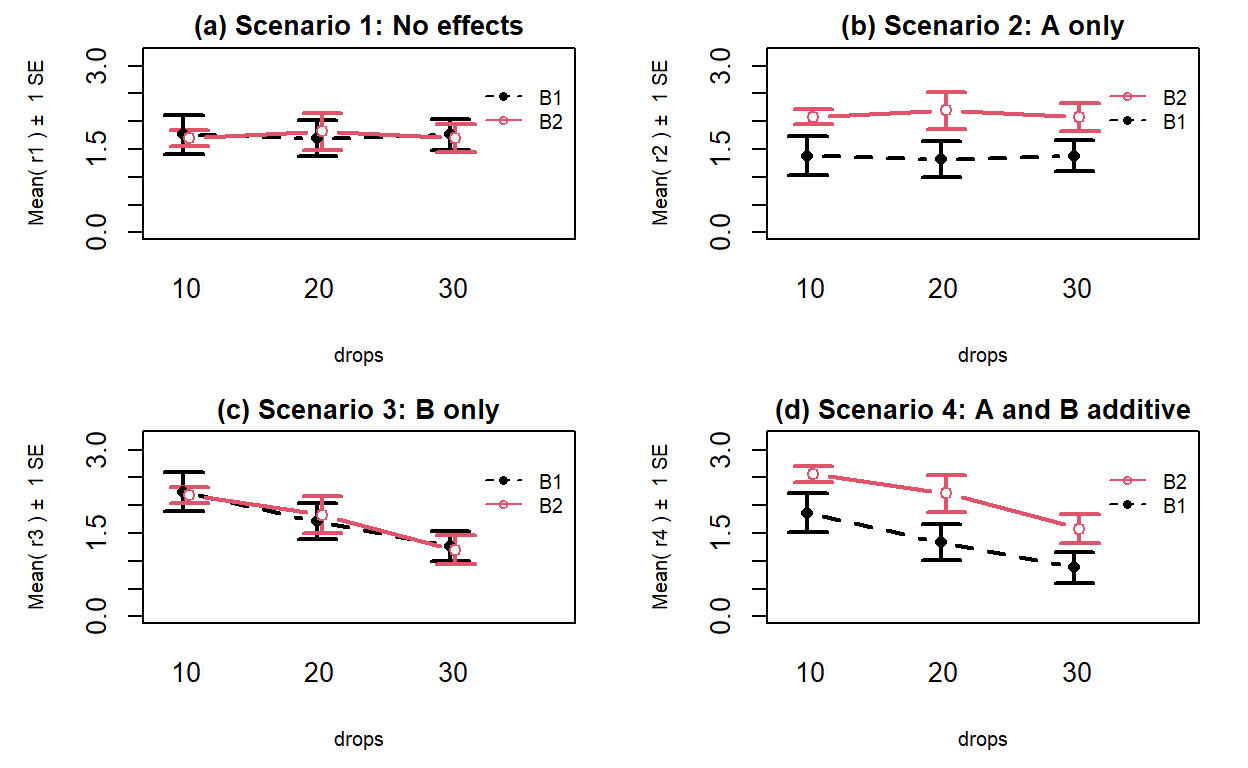 (a) Scenario 1: No effects
Mean( r1 ) ± 1 SE
3.0
1.5
0.0
B1
B2
10 20 30
drops
(b) Scenario 2: A only
Mean( r2 ) ± 1 SE
3.0
1.5
0.0
B2
B1
10 20 30
drops
(c) Scenario 3: B only
Mean( r3 ) ± 1 SE
3.0
1.5
0.0
B1
B2
10 20 30
drops
(d) Scenario 4: A and B additive
Mean( r4 ) ± 1 SE
3.0
1.5
0.0
B2
B1
10 20 30
drops